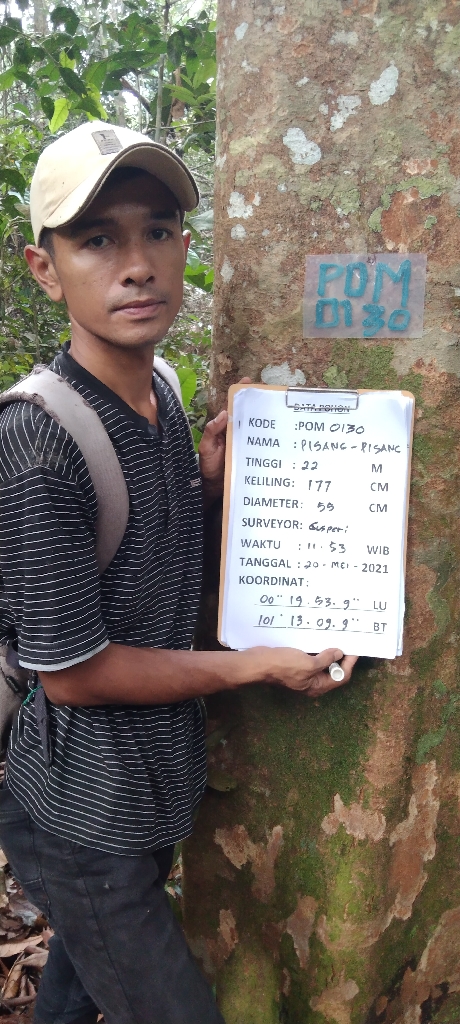 POM
0130
DATA POHON
KODE :POM 0130
NAMA : PISANG - PISANG
TINGGI : 22 M
KELILING: 177 CM
DIAMETER: 55 CM
SURVEYOR: Gusperi
WAKTU : 11 . 53 WIB
TANGGAL : 20 - MEI - 2021
KOORDINAT:
00° 19 . 53 . 9" LU
101° 13 . 09 . 9" BT